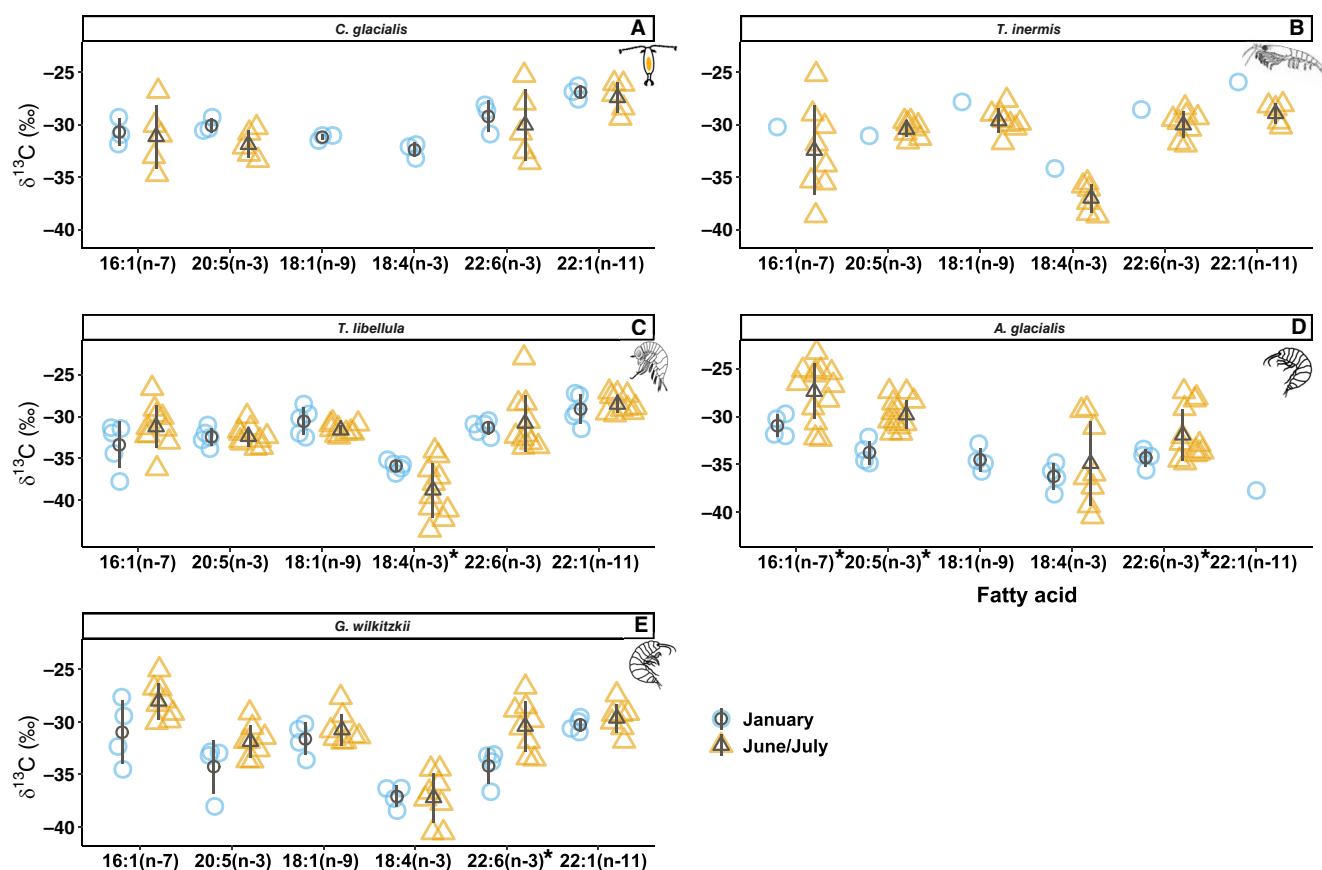 C. glacialis A
T. inermis B
δ¹³C (‰)
−25
−30
−35
−40
16:1(n-7) 20:5(n-3) 18:1(n-9) 18:4(n-3) 22:6(n-3) 22:1(n-11)
−25
−30
−35
−40
16:1(n-7) 20:5(n-3) 18:1(n-9) 18:4(n-3) 22:6(n-3) 22:1(n-11)
T. libellula C
A. glacialis D
δ¹³C (‰)
−25
−30
−35
−40
16:1(n-7) 20:5(n-3) 18:1(n-9) 18:4(n-3)* 22:6(n-3) 22:1(n-11)
−25
−30
−35
−40
16:1(n-7)* 20:5(n-3)* 18:1(n-9) 18:4(n-3) 22:6(n-3)* 22:1(n-11)
Fatty acid
G. wilkitzkii E
δ¹³C (‰)
−25
−30
−35
−40
16:1(n-7) 20:5(n-3) 18:1(n-9) 18:4(n-3) 22:6(n-3)* 22:1(n-11)
January
June/July